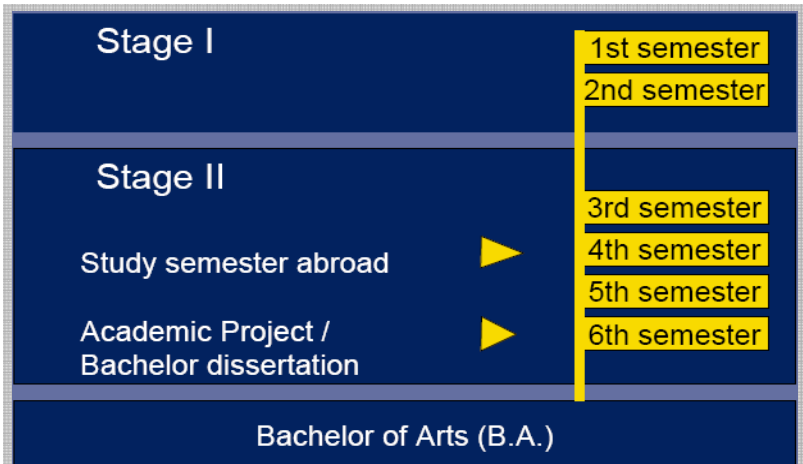 Stage I
1st semester
2nd semester
Stage II
3rd semester
Study semester abroad
4th semester
5th semester
Academic Project /
Bachelor dissertation
6th semester
Bachelor of Arts (B.A.)